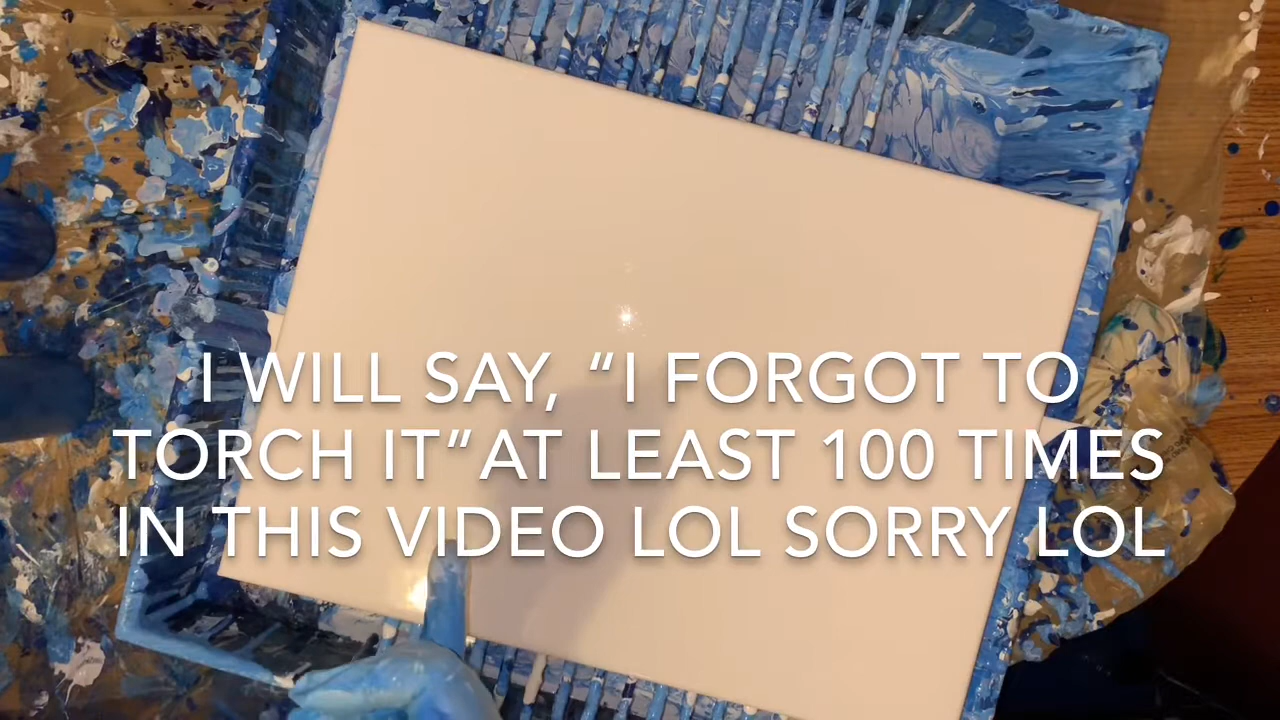 I WILL SAY, “I FORGOT TO
TORCH IT”AT LEAST 100 TIMES
IN THIS VIDEO LOL SORRY LOL